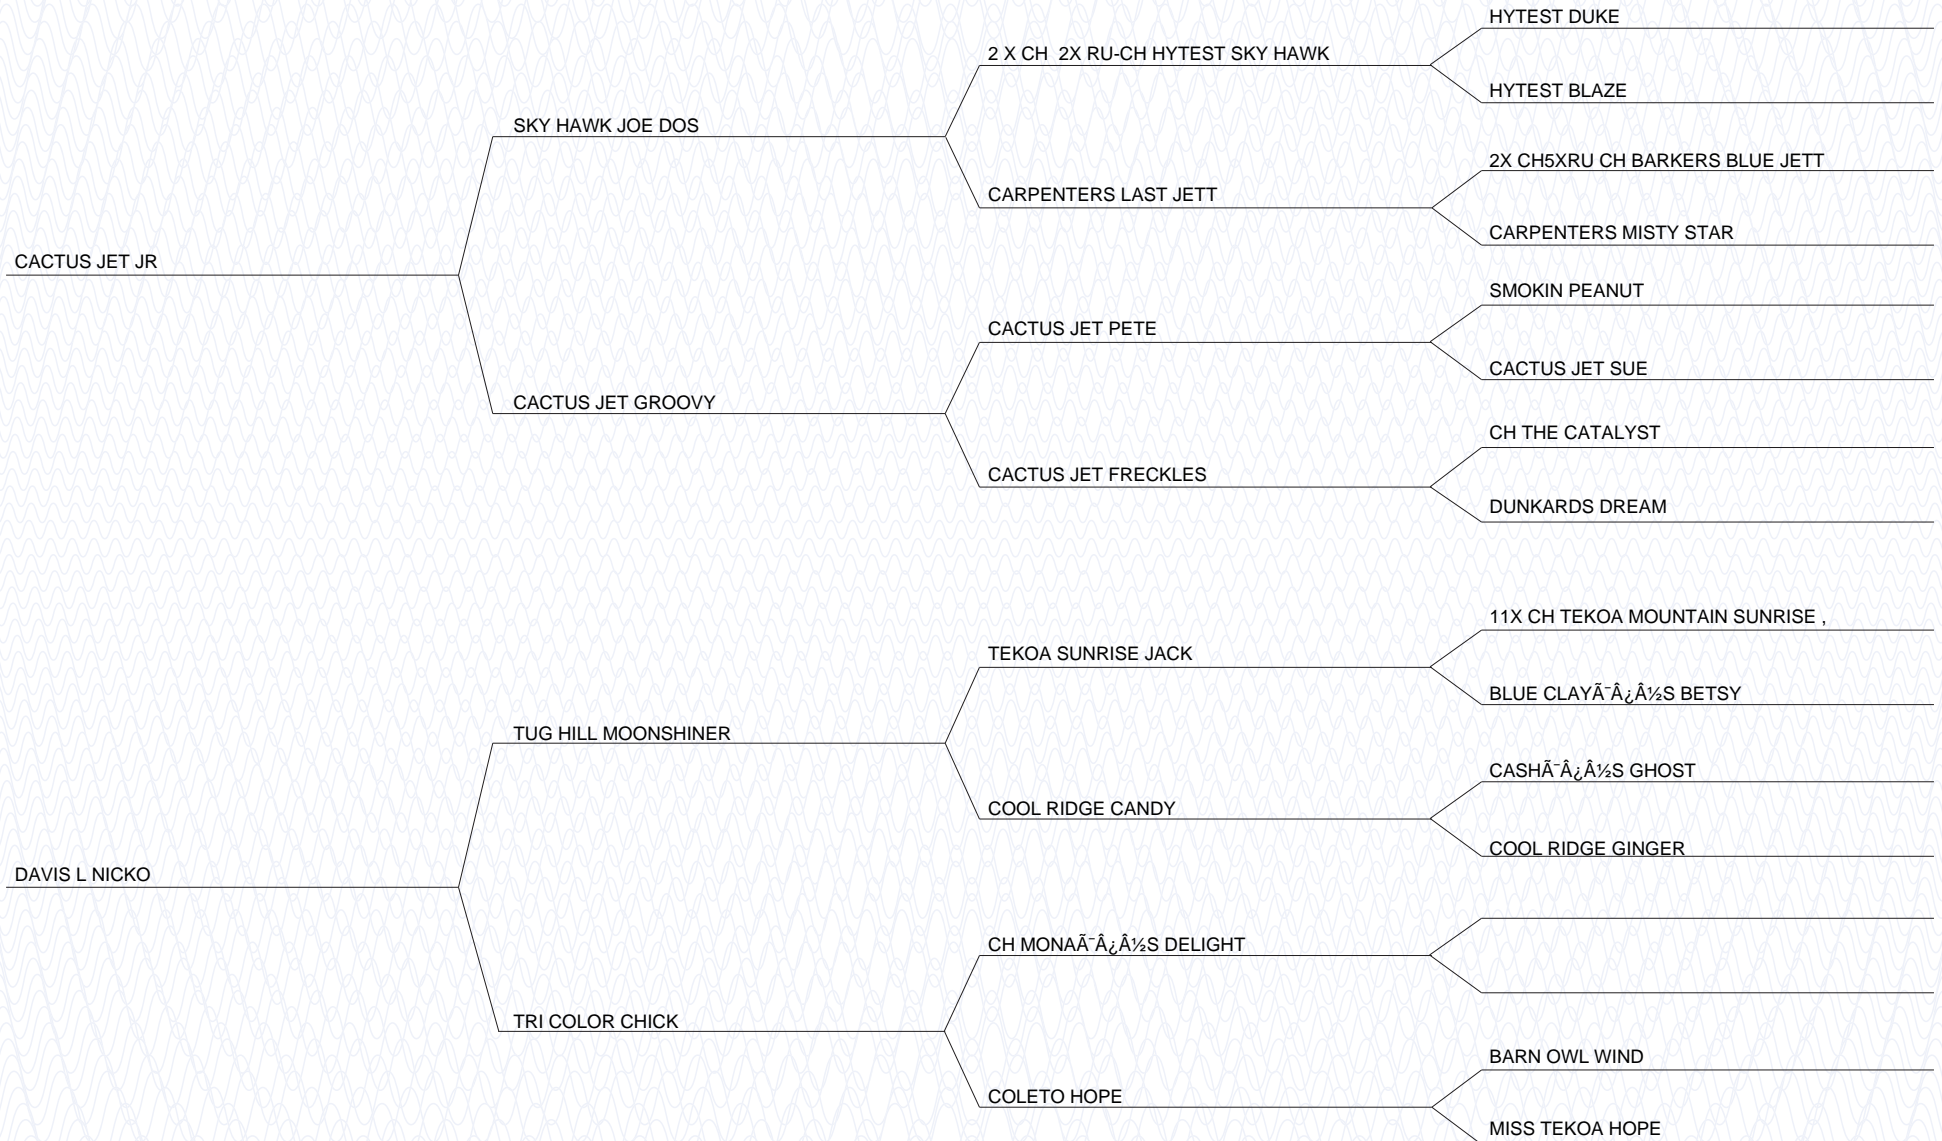 HYTEST DUKE
2 X CH  2X RU-CH HYTEST SKY HAWK
HYTEST BLAZE
SKY HAWK JOE DOS
2X CH5XRU CH BARKERS BLUE JETT
CARPENTERS LAST JETT
CARPENTERS MISTY STAR
CACTUS JET JR
SMOKIN PEANUT
CACTUS JET PETE
CACTUS JET SUE
CACTUS JET GROOVY
CH THE CATALYST
CACTUS JET FRECKLES
DUNKARDS DREAM
11X CH TEKOA MOUNTAIN SUNRISE ,
TEKOA SUNRISE JACK
BLUE CLAYÃ¯Â¿Â½S BETSY
TUG HILL MOONSHINER
CASHÃ¯Â¿Â½S GHOST
COOL RIDGE CANDY
COOL RIDGE GINGER
DAVIS L NICKO
CH MONAÃ¯Â¿Â½S DELIGHT
TRI COLOR CHICK
BARN OWL WIND
COLETO HOPE
MISS TEKOA HOPE